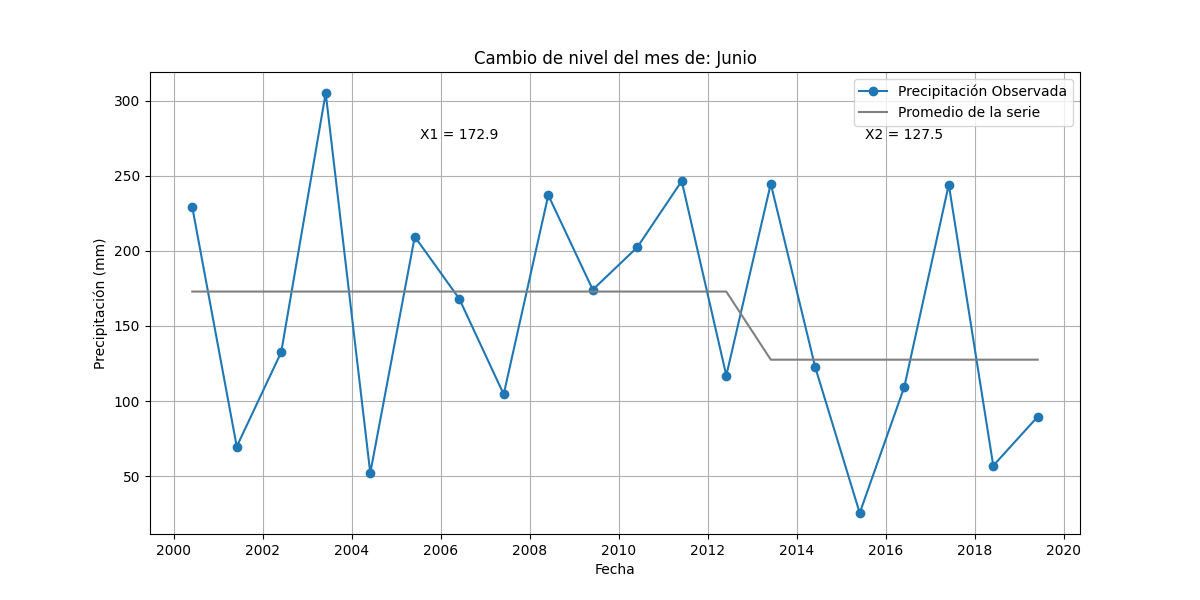 Cambio de nivel del mes de: Junio
Precipitación Observada
Promedio de la serie
X1 = 172.9
X2 = 127.5
Precipitación (mm)
300
250
200
150
100
50
2000 2002 2004 2006 2008 2010 2012 2014 2016 2018 2020
Fecha